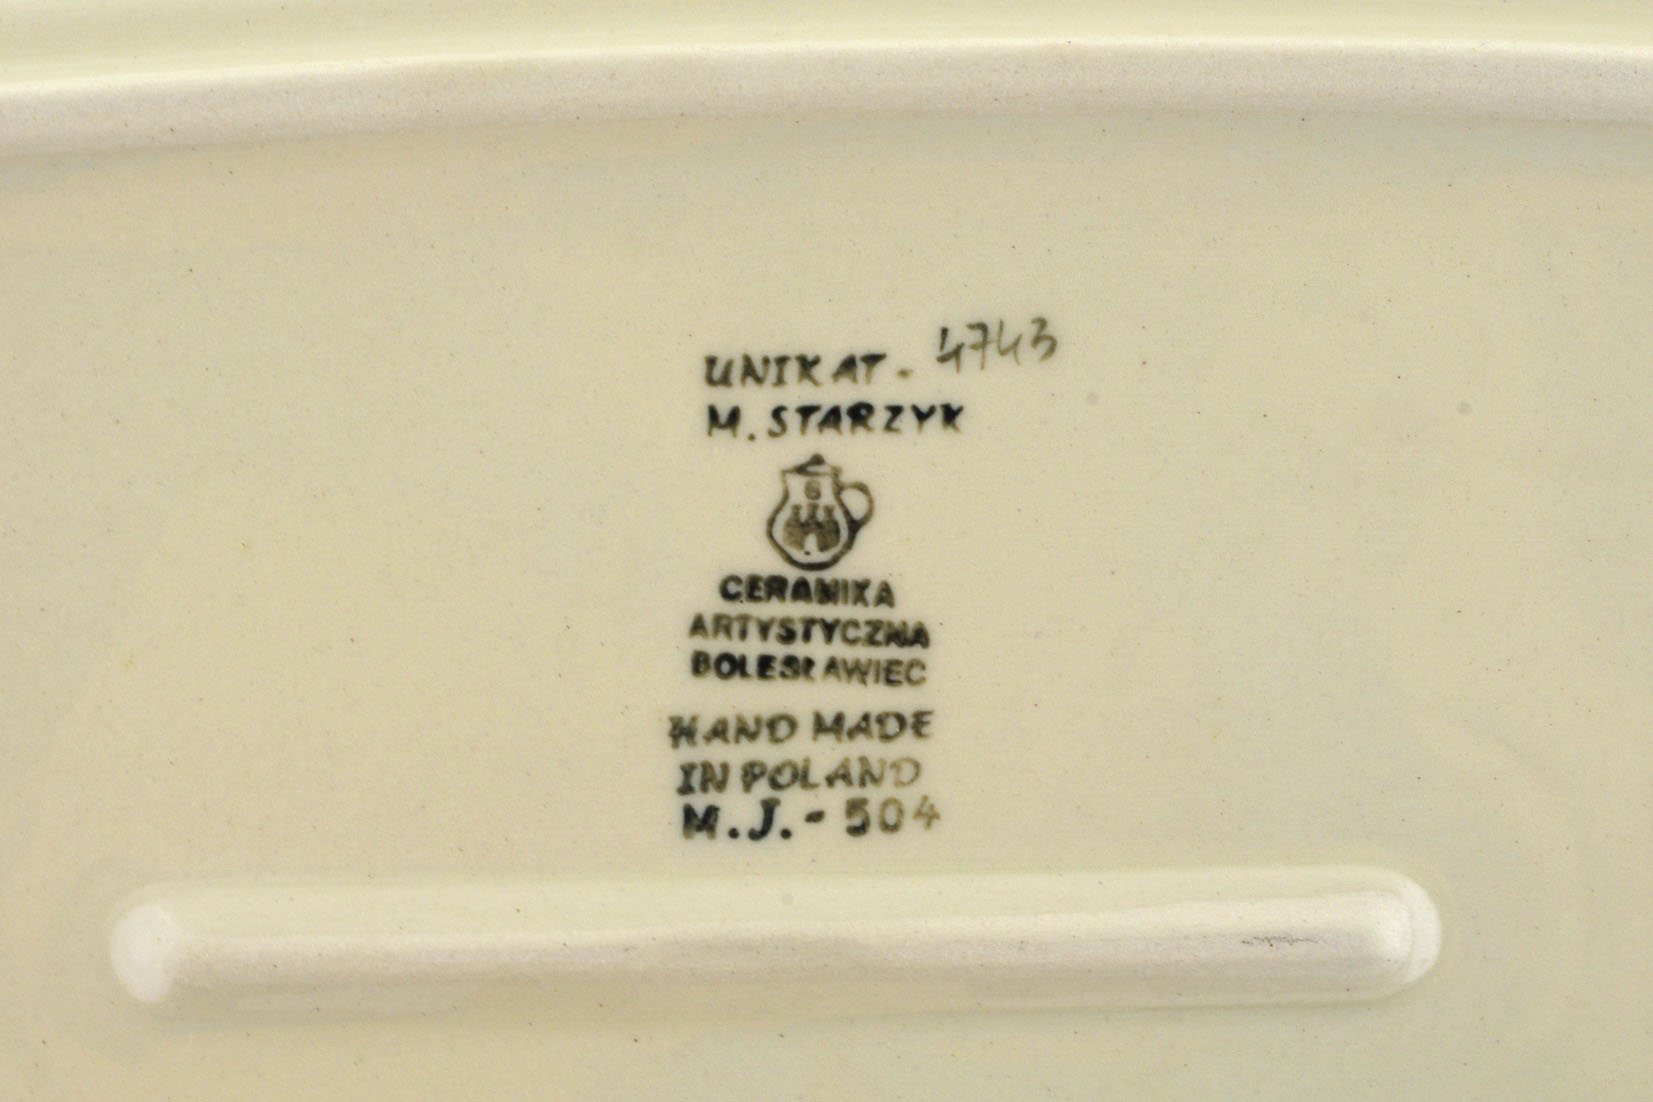 UNIKAT - 4743
M. STARZYK
B
CERAMIKA
ARTYSTYCZNA
BOLESŁAWIEC
HAND MADE
IN POLAND
M.J. - 504